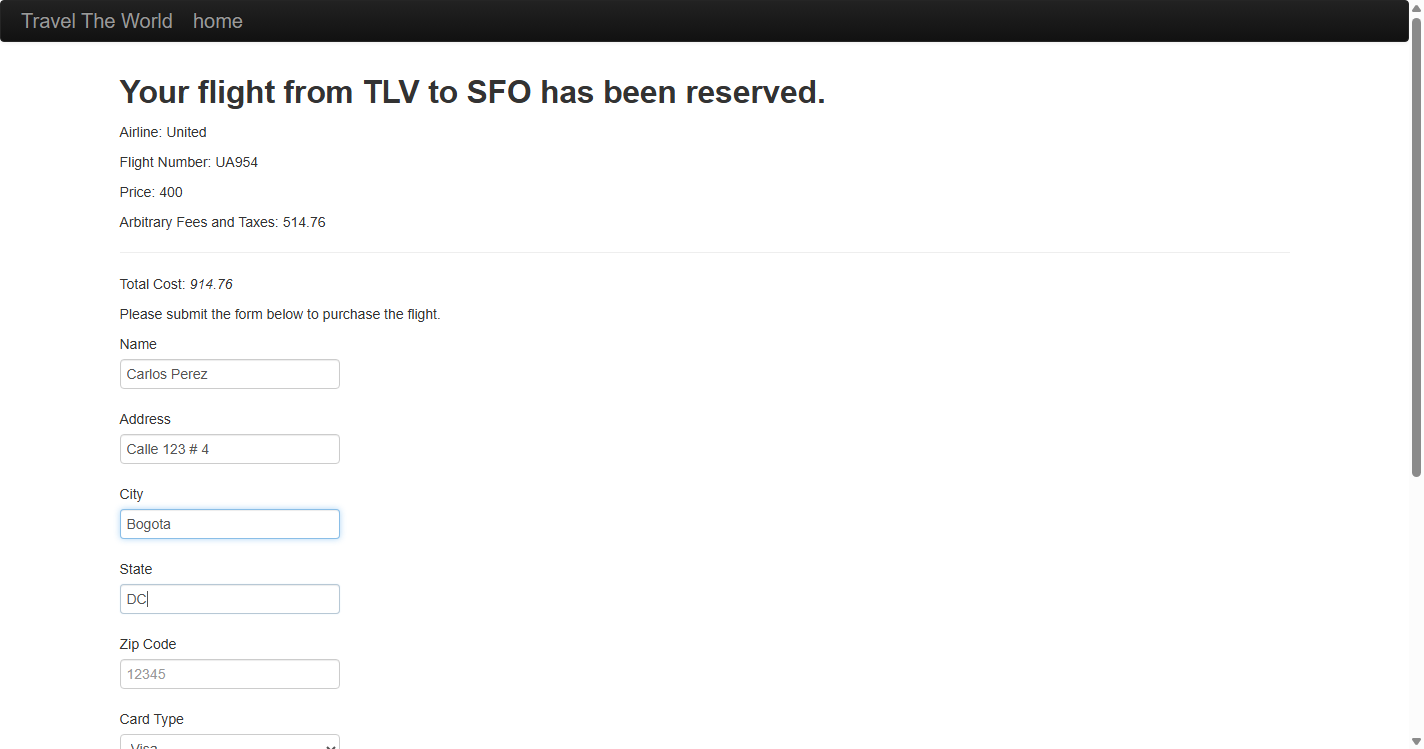 Travel The World home
Your flight from TLV to SFO has been reserved.
Airline: United
Flight Number: UA954
Price: 400
Arbitrary Fees and Taxes: 514.76
Total Cost: 914.76
Please submit the form below to purchase the flight.
Name
Carlos Perez
Address
Calle 123 # 4
City
Bogota
State
DC
Zip Code
12345
Card Type
Visa